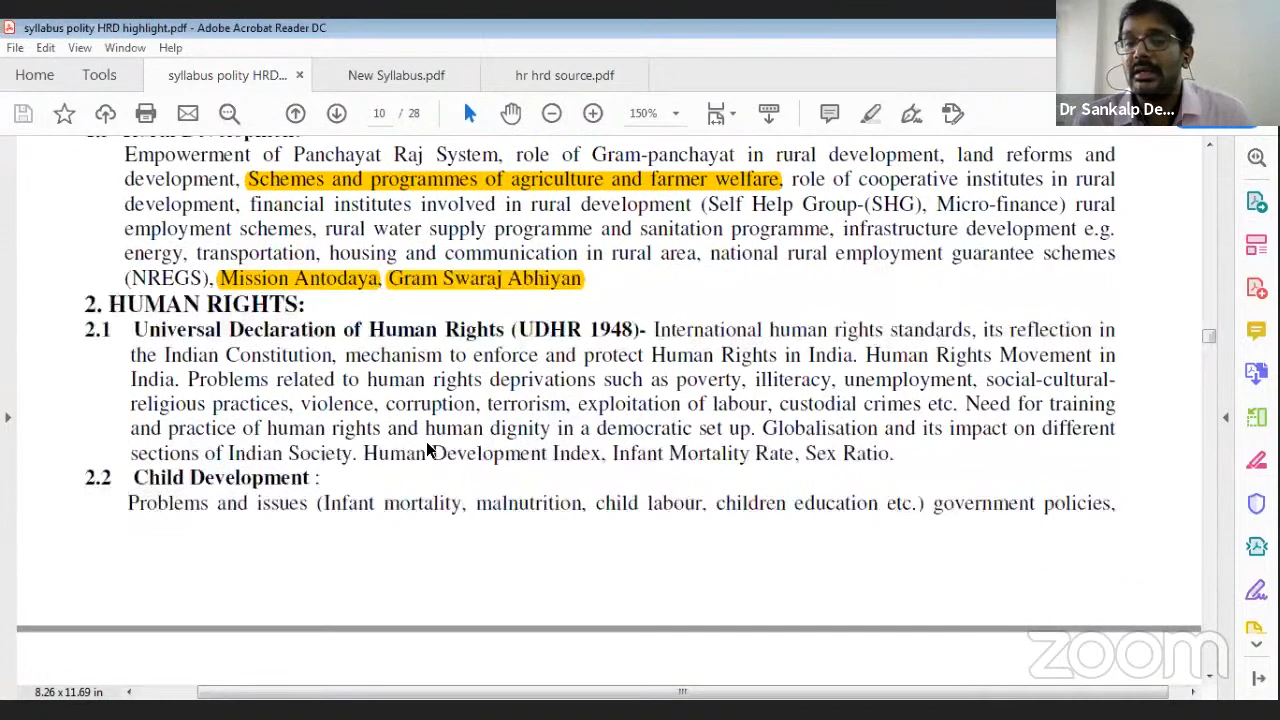 syllabus polity HRD highlight.pdf - Adobe Acrobat Reader DC
File Edit View Window Help
Home Tools syllabus polity HRD... × New Syllabus.pdf hr hrd source.pdf
10 / 28 150%
Dr Sankalp De...
Empowerment of Panchayat Raj System, role of Gram-panchayat in rural development, land reforms and
development, Schemes and programmes of agriculture and farmer welfare, role of cooperative institutes in rural
development, financial institutes involved in rural development (Self Help Group-(SHG), Micro-finance) rural
employment schemes, rural water supply programme and sanitation programme, infrastructure development e.g.
energy, transportation, housing and communication in rural area, national rural employment guarantee schemes
(NREGS), Mission Antodaya, Gram Swaraj Abhiyan
2. HUMAN RIGHTS:
2.1 Universal Declaration of Human Rights (UDHR 1948)- International human rights standards, its reflection in
the Indian Constitution, mechanism to enforce and protect Human Rights in India. Human Rights Movement in
India. Problems related to human rights deprivations such as poverty, illiteracy, unemployment, social-cultural-
religious practices, violence, corruption, terrorism, exploitation of labour, custodial crimes etc. Need for training
and practice of human rights and human dignity in a democratic set up. Globalisation and its impact on different
sections of Indian Society. Human Development Index, Infant Mortality Rate, Sex Ratio.
2.2 Child Development :
Problems and issues (Infant mortality, malnutrition, child labour, children education etc.) government policies,
zoom
8.26 x 11.69 in